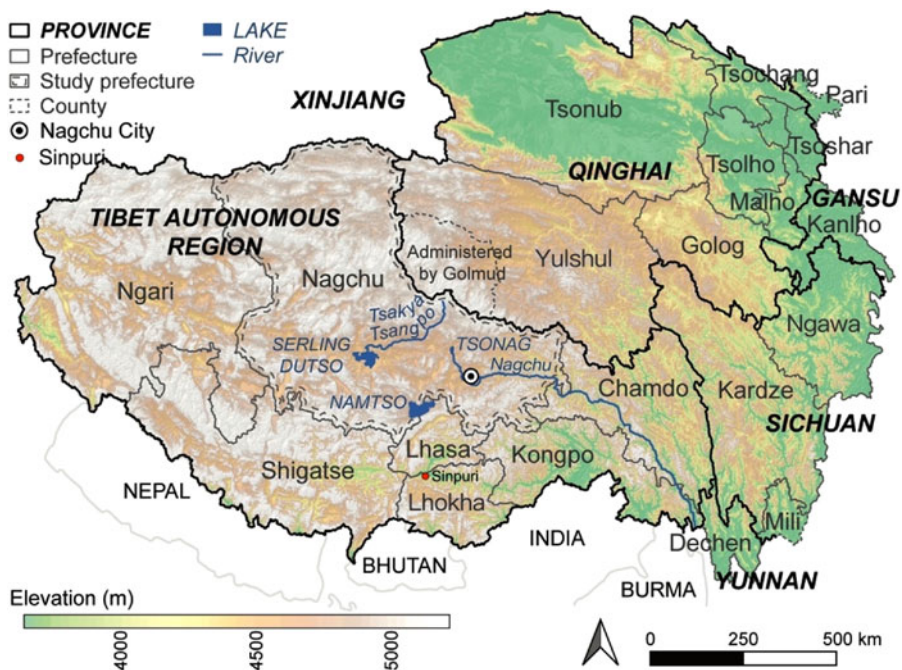 PROVINCE
Prefecture
Study prefecture
County
Nagchu City
Sinpuri
LAKE
River
XINJIANG
Tsonub
Tsochang
Pari
Tsoshar
Tsolho
QINGHAI
Malho
GANSU
Kanlho
TIBET AUTONOMOUS
REGION
Ngari
Nagchu
Administered
by Golmud
Yulshul
Golog
Ngawa
Tsakya
Tsangpo
SERLING
DUTSO
TSONAG
Nagchu
NAMTSO
Chamdo
Kardze
SICHUAN
Lhasa
Kongpo
Shigatse
Sinpuri
Lhokha
NEPAL
BHUTAN
INDIA
BURMA
Dechen
Mili
YUNNAN
Elevation (m)
4000
4500
5000
0
250
500 km